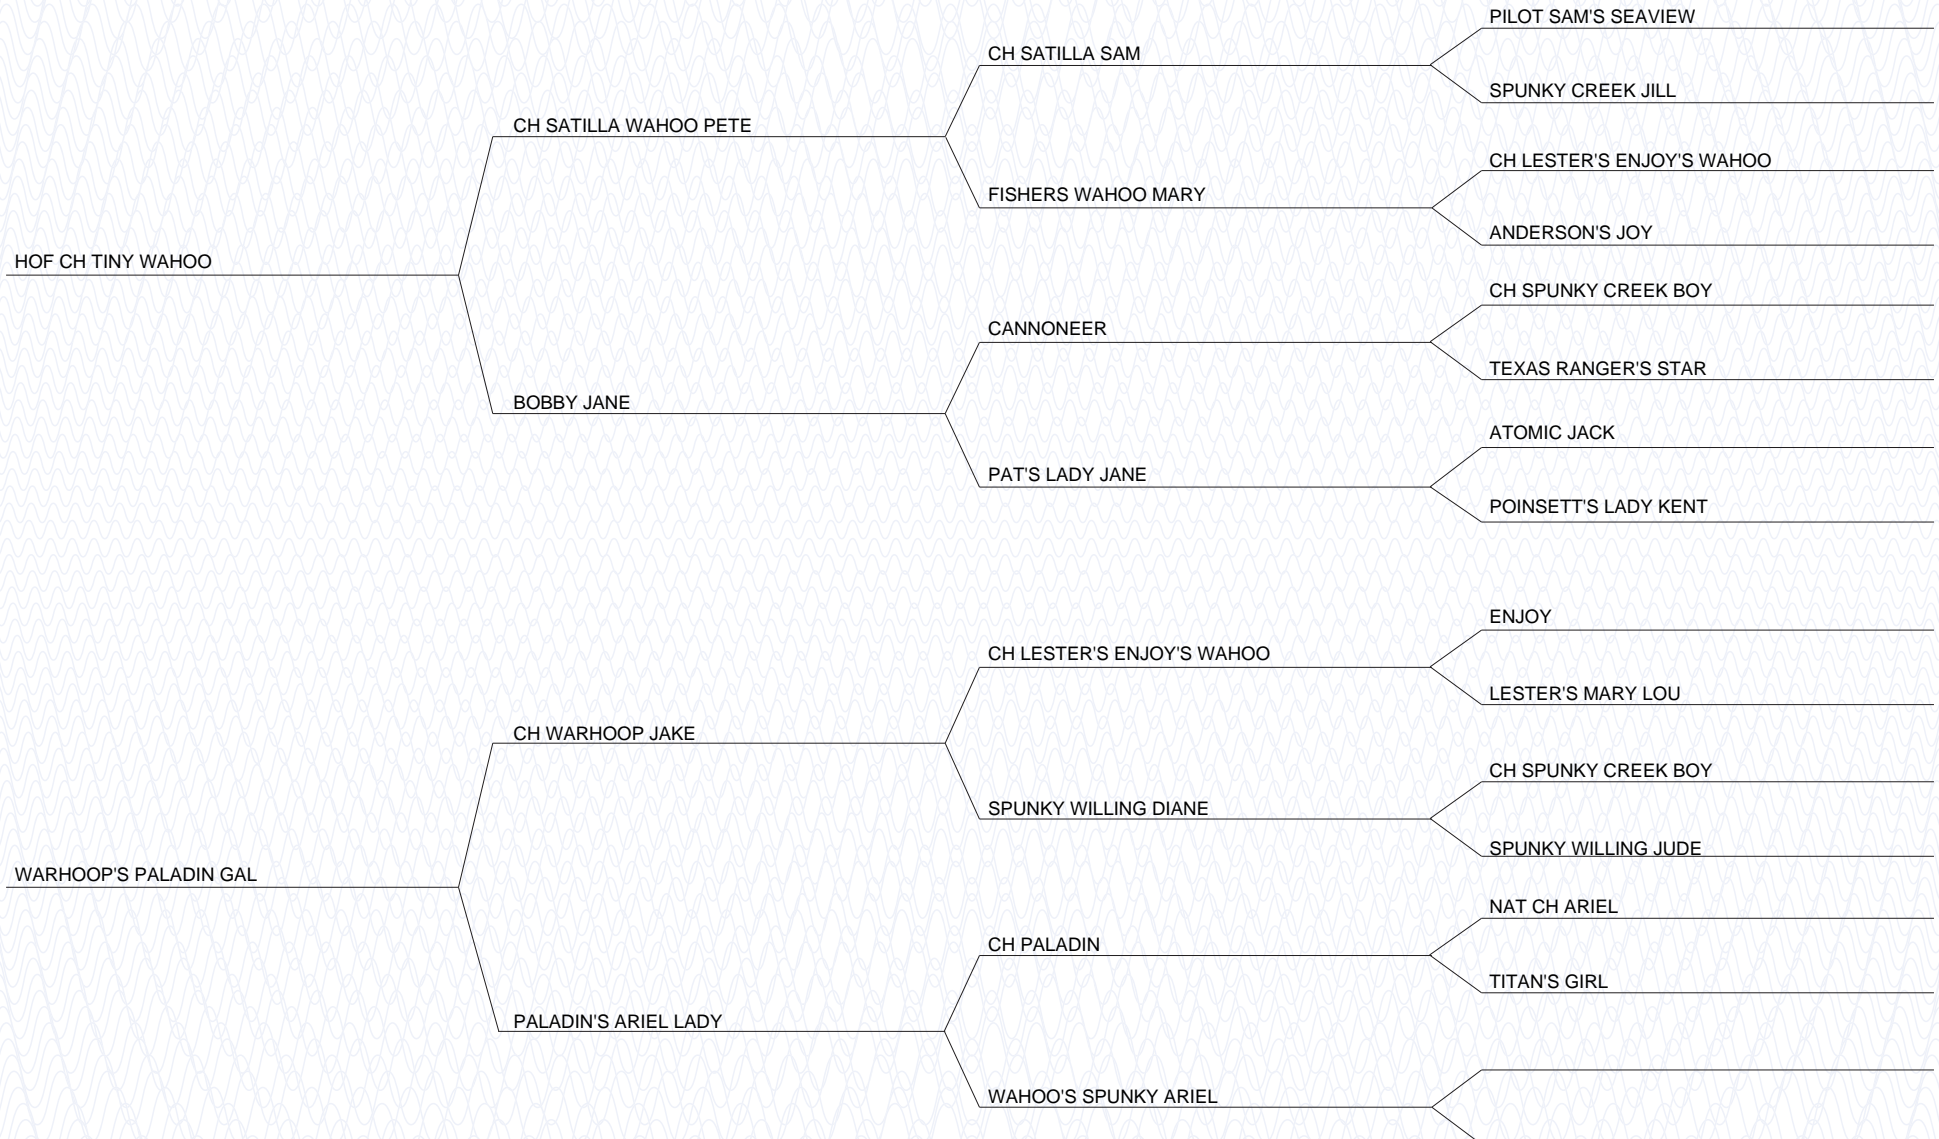 PILOT SAM'S SEAVIEW
CH SATILLA SAM
SPUNKY CREEK JILL
CH SATILLA WAHOO PETE
CH LESTER'S ENJOY'S WAHOO
FISHERS WAHOO MARY
ANDERSON'S JOY
HOF CH TINY WAHOO
CH SPUNKY CREEK BOY
CANNONEER
TEXAS RANGER'S STAR
BOBBY JANE
ATOMIC JACK
PAT'S LADY JANE
POINSETT'S LADY KENT
ENJOY
CH LESTER'S ENJOY'S WAHOO
LESTER'S MARY LOU
CH WARHOOP JAKE
CH SPUNKY CREEK BOY
SPUNKY WILLING DIANE
SPUNKY WILLING JUDE
WARHOOP'S PALADIN GAL
NAT CH ARIEL
CH PALADIN
TITAN'S GIRL
PALADIN'S ARIEL LADY
WAHOO'S SPUNKY ARIEL